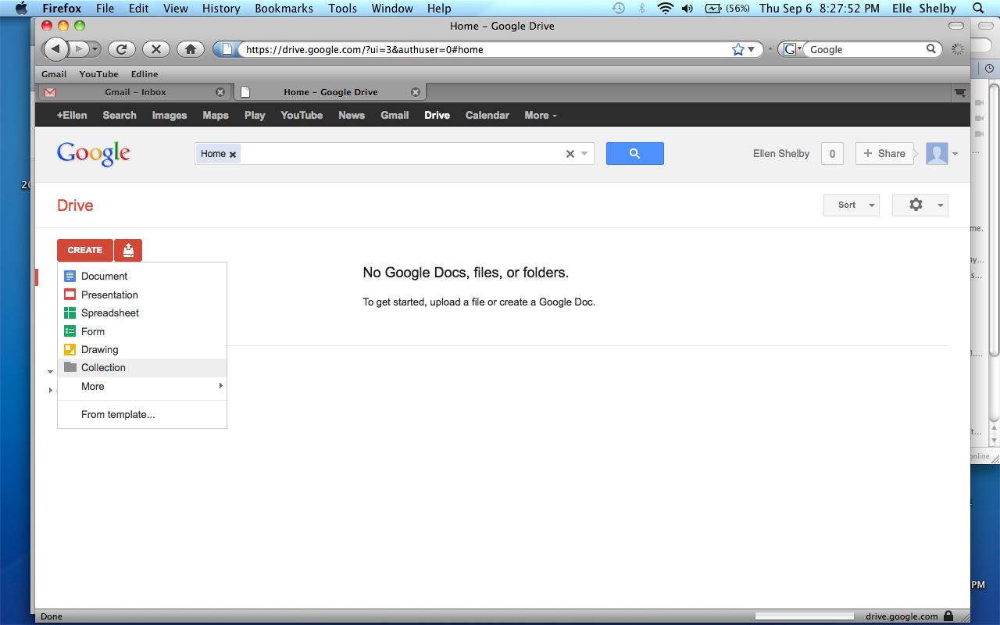 Firefox File Edit View History Bookmarks Tools Window Help (56%) Thu Sep 6 8:27:52 PM Elle Shelby
Home – Google Drive
https://drive.google.com/?ui=3&authuser=0#home Google
Gmail YouTube Edline
Gmail – Inbox Home – Google Drive
+Ellen Search Images Maps Play YouTube News Gmail Drive Calendar More
Google Home Ellen Shelby 0 + Share
20
Drive Sort
me.
CREATE
Document
Presentation
Spreadsheet
Form
Drawing
Collection
More
From template...
No Google Docs, files, or folders.
To get started, upload a file or create a Google Doc.
online
PM
Done drive.google.com